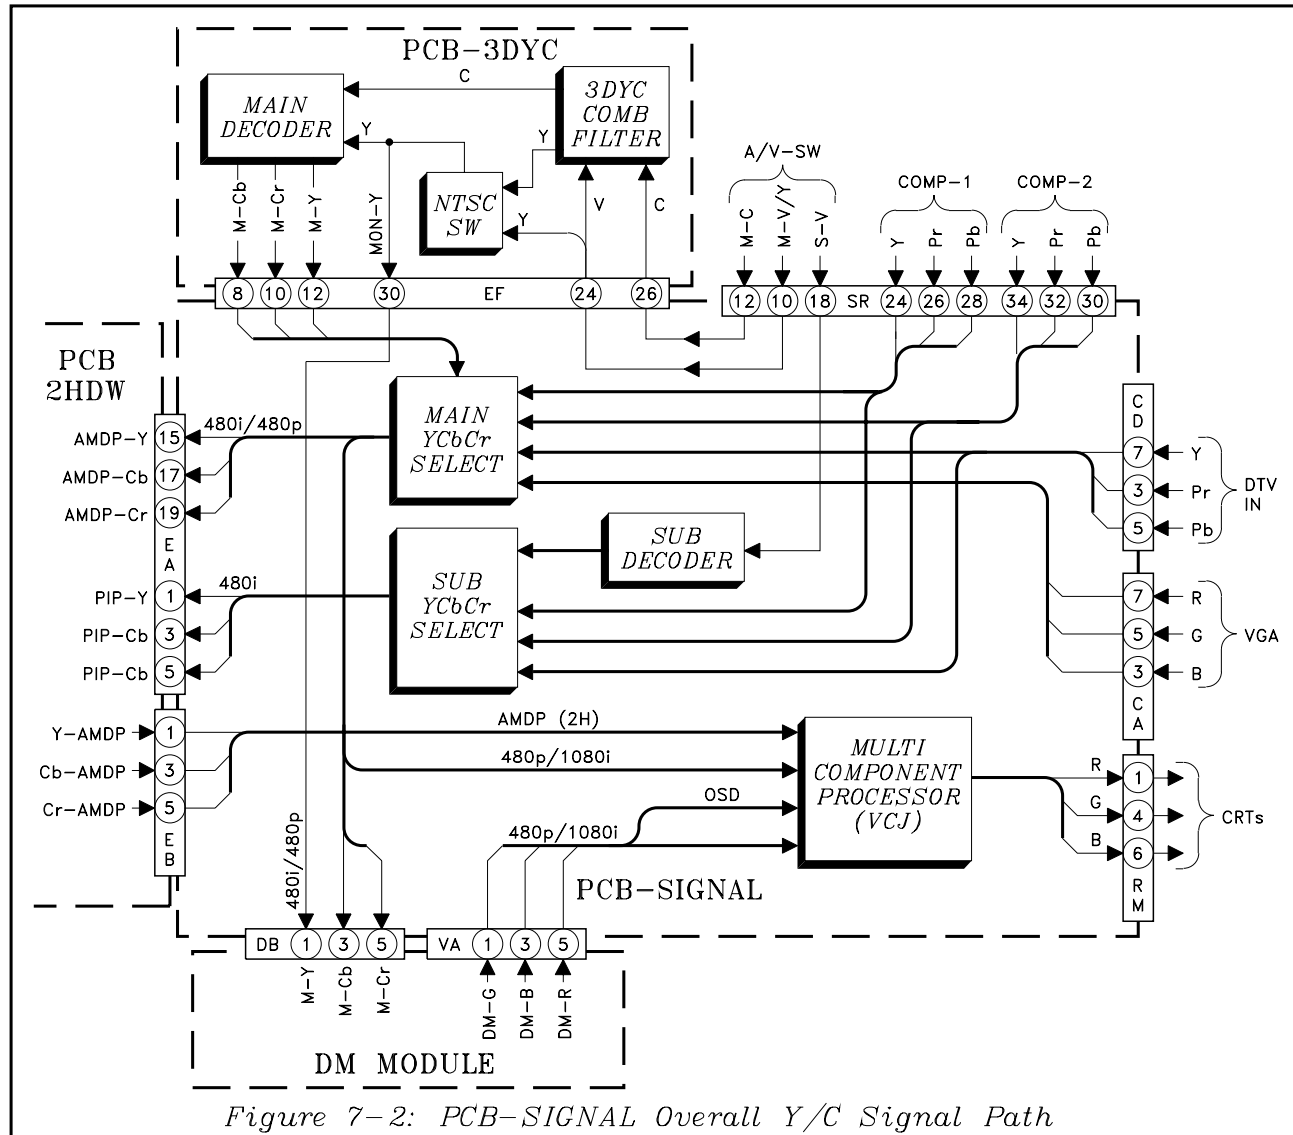 PCB-3DYC
MAIN
DECODER
C
Y
3DYC
COMB
FILTER
Y
NTSC
SW
Y
V
C
M-Cb
M-Cr
M-Y
MON-Y
8 10 12 30 EF 24 26
A/V-SW
M-C
M-V/Y
S-V
COMP-1
Y
Pr
Pb
COMP-2
Y
Pr
Pb
12 10 18 SR 24 26 28 34 32 30
PCB
2HDW
AMDP-Y 15
AMDP-Cb 17
AMDP-Cr 19
E
A
PIP-Y 1
PIP-Cb 3
PIP-Cb 5
Y-AMDP 1
Cb-AMDP 3
Cr-AMDP 5
E
B
480i/480p
480i
MAIN
YCbCr
SELECT
SUB
YCbCr
SELECT
SUB
DECODER
C
D
7 Y
3 Pr
5 Pb
DTV
IN
7 R
5 G
3 B
VGA
C
A
AMDP (2H)
480p/1080i
OSD
480p/1080i
MULTI
COMPONENT
PROCESSOR
(VCJ)
R 1
G 4
B 6
CRTs
R
M
480i/480p
PCB-SIGNAL
DB 1 3 5
VA 1 3 5
M-Y
M-Cb
M-Cr
DM-G
DM-B
DM-R
DM MODULE
Figure 7-2: PCB-SIGNAL Overall Y/C Signal Path